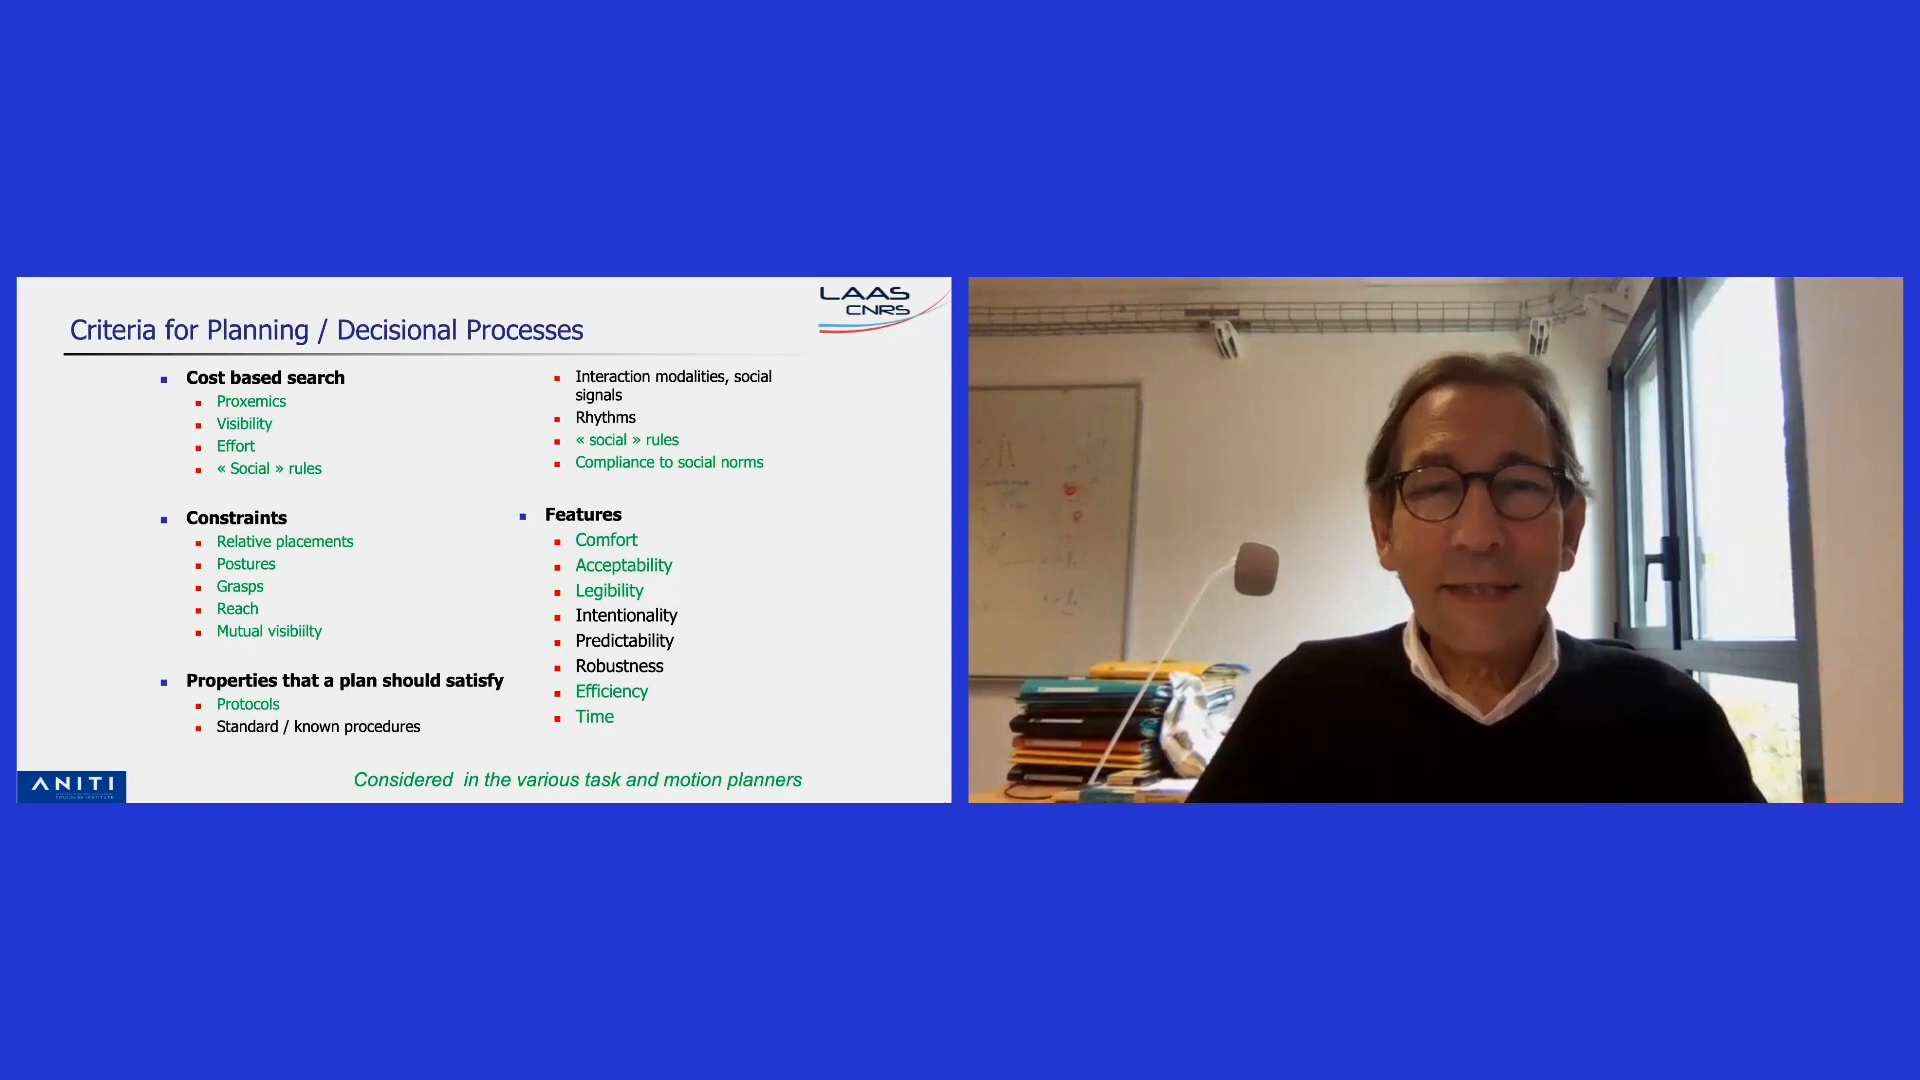 LAAS
CNRS
Criteria for Planning / Decisional Processes
Cost based search
Proxemics
Visibility
Effort
« Social » rules
Constraints
Relative placements
Postures
Grasps
Reach
Mutual visibiilty
Properties that a plan should satisfy
Protocols
Standard / known procedures
Interaction modalities, social
signals
Rhythms
« social » rules
Compliance to social norms
Features
Comfort
Acceptability
Legibility
Intentionality
Predictability
Robustness
Efficiency
Time
Considered in the various task and motion planners
ANITI